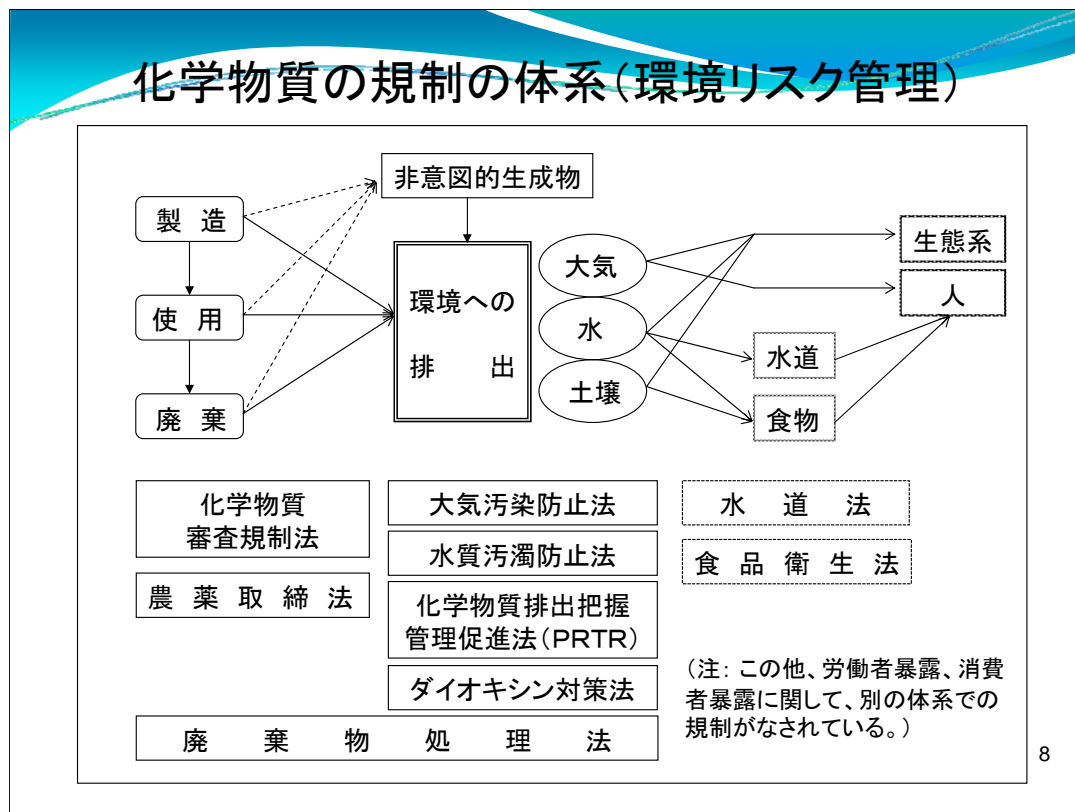 化学物質の規制の体系(環境リスク管理)
非意図的生成物
製 造
使 用
廃 棄
環境への
排 出
大気
水
土壌
生態系
人
水道
食物
化学物質
審査規制法
農 薬 取 締 法
大気汚染防止法
水質汚濁防止法
化学物質排出把握
管理促進法(PRTR)
ダイオキシン対策法
廃 棄 物 処 理 法
水 道 法
食 品 衛 生 法
(注: この他、労働者暴露、消費
者暴露に関して、別の体系での
規制がなされている。)
8